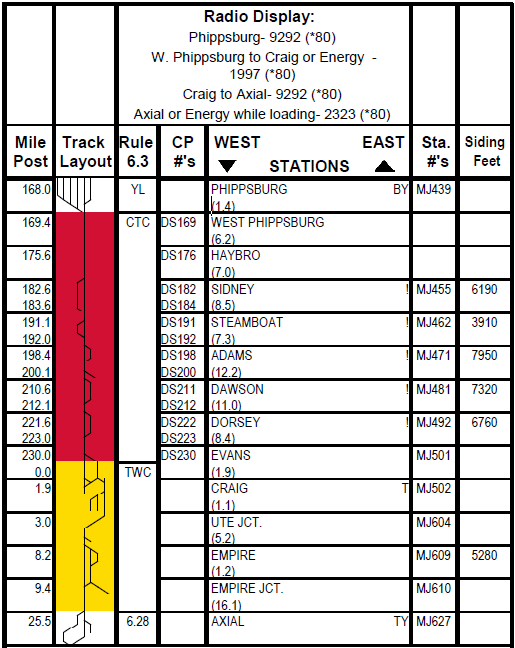 Radio Display:
Phippsburg- 9292 (*80)
W. Phippsburg to Craig or Energy -
1997 (*80)
Craig to Axial- 9292 (*80)
Axial or Energy while loading- 2323 (*80)
Mile Post Track Layout Rule 6.3 CP #'s WEST EAST STATIONS Sta. #'s Siding Feet
168.0 YL PHIPPSBURG BY MJ439
(1.4)
169.4 CTC DS169 WEST PHIPPSBURG
(6.2)
175.6 DS176 HAYBRO
(7.0)
182.6 DS182 SIDNEY ! MJ455 6190
183.6 DS184 (8.5)
191.1 DS191 STEAMBOAT ! MJ462 3910
192.0 DS192 (7.3)
198.4 DS198 ADAMS ! MJ471 7950
200.1 DS200 (12.2)
210.6 DS211 DAWSON ! MJ481 7320
212.1 DS212 (11.0)
221.6 DS222 DORSEY ! MJ492 6760
223.0 DS223 (8.4)
230.0 DS230 EVANS MJ501
0.0 TWC (1.9)
1.9 CRAIG T MJ502
(1.1)
3.0 UTE JCT. MJ604
(5.2)
8.2 EMPIRE MJ609 5280
(1.2)
9.4 EMPIRE JCT. MJ610
(16.1)
25.5 6.28 AXIAL TY MJ627